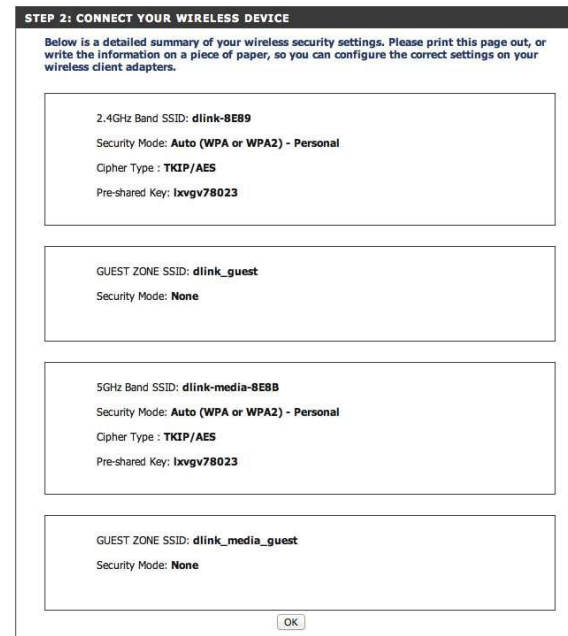 STEP 2: CONNECT YOUR WIRELESS DEVICE
Below is a detailed summary of your wireless security settings. Please print this page out, or
write the information on a piece of paper, so you can configure the correct settings on your
wireless client adapters.
2.4GHz Band SSID: dlink-8E89
Security Mode: Auto (WPA or WPA2) - Personal
Cipher Type : TKIP/AES
Pre-shared Key: lxvgv78023
GUEST ZONE SSID: dlink_guest
Security Mode: None
5GHz Band SSID: dlink-media-8E8B
Security Mode: Auto (WPA or WPA2) - Personal
Cipher Type : TKIP/AES
Pre-shared Key: lxvgv78023
GUEST ZONE SSID: dlink_media_guest
Security Mode: None
OK